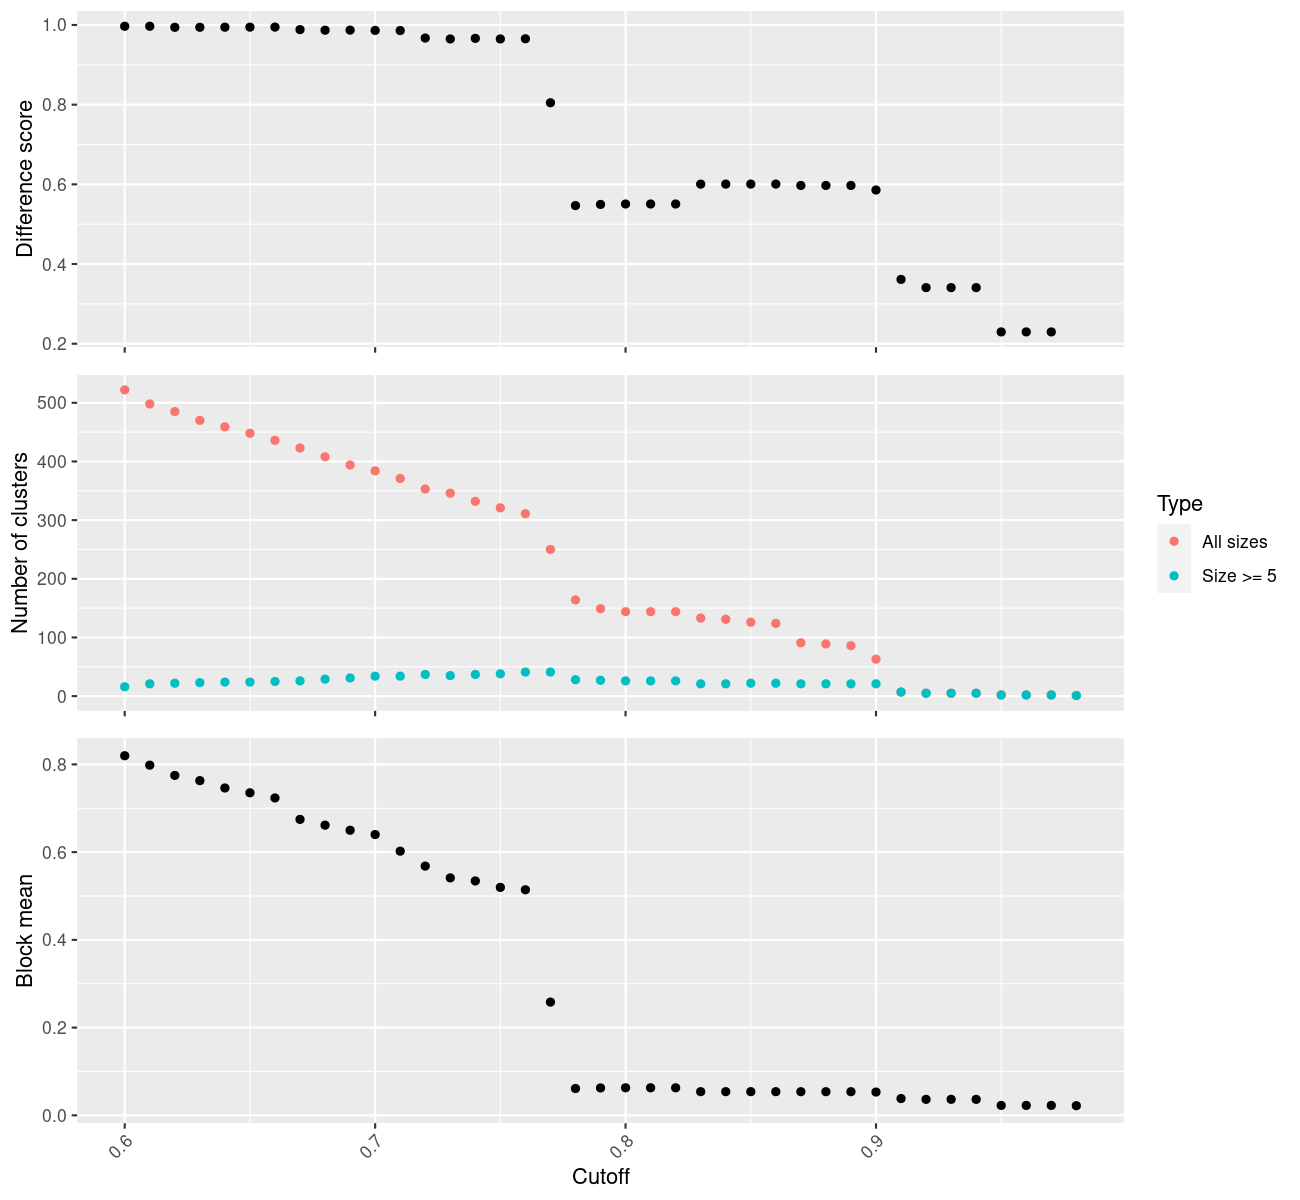 1.0
0.8
0.6
0.4
0.2
Difference score
500
400
300
200
100
0
Number of clusters
Type
All sizes
Size >= 5
0.8
0.6
0.4
0.2
0.0
Block mean
0.6 0.7 0.8 0.9
Cutoff